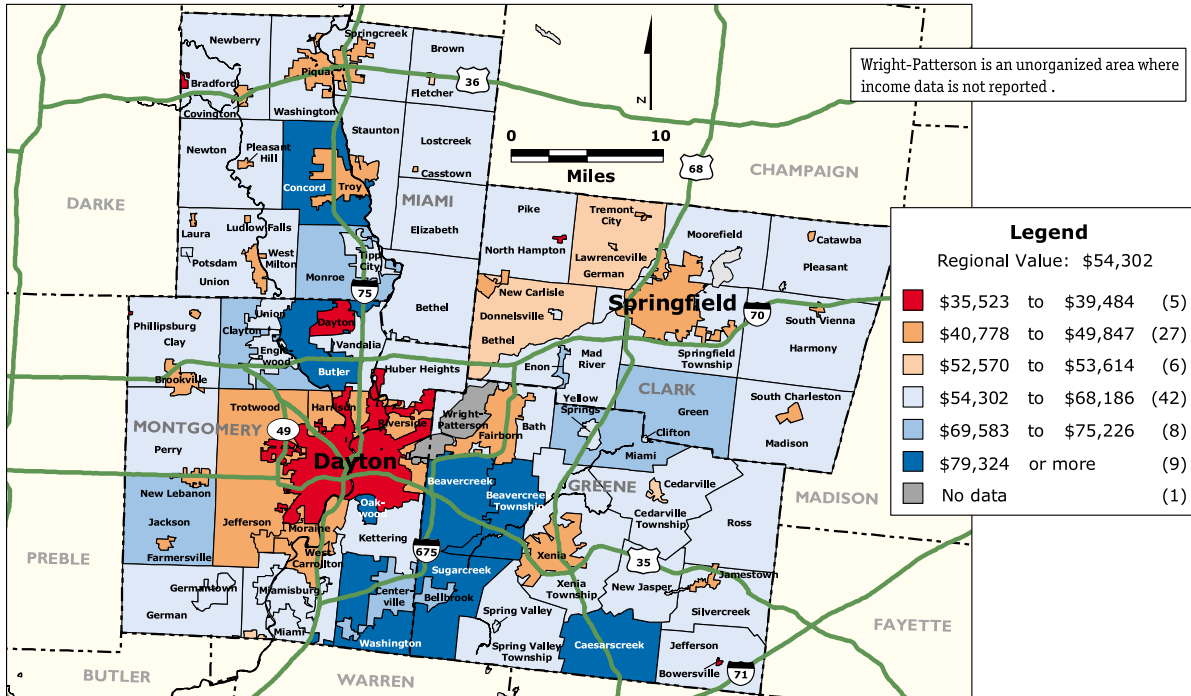 Newberry
Springcreek
Brown
Piqua
36
Bradford
Fletcher
Covington
Washington
Wright-Patterson is an unorganized area where
income data is not reported .
N
Staunton
Newton
Pleasant
Hill
Lostcreek
0
10
Miles
68
CHAMPAIGN
Casstown
Concord
Troy
DARKE
MIAMI
Laura
Ludlow Falls
Elizabeth
Pike
Tremont
City
North Hampton
Moorefield
Catawba
Potsdam
Union
West
Milton
Monroe
Tipp
City
Lawrenceville
German
Pleasant
75
Bethel
New Carlisle
Springfield
70
Donnelsville
Bethel
South Vienna
Harmony
Phillipsburg
Clay
Union
Clayton
Dayton
Vandalia
Engle-
wood
Butler
Huber Heights
Enon
Mad
River
Springfield
Township
Brookville
CLARK
Trotwood
Harrison
Riverside
Wright-
Patterson
Fairborn
Bath
Yellow
Springs
Green
South Charleston
Clifton
Madison
MONTGOMERY
49
Perry
Dayton
Miami
New Lebanon
Beavercreek
Beavercreek
Township
GREENE
Cedarville
Cedarville
Township
Ross
MADISON
Jackson
Jefferson
Oak-
wood
Farmersville
Moraine
West
Carrollton
Kettering
675
Xenia
35
PREBLE
Sugarcreek
Germantown
Miamisburg
Center-
ville
Bellbrook
Xenia
Township
New Jasper
Jamestown
German
Miami
Washington
Spring Valley
Spring Valley
Township
Caesarscreek
Silvercreek
Jefferson
Bowersville
71
FAYETTE
BUTLER
WARREN
Legend
Regional Value: $54,302
$35,523 to $39,484 (5)
$40,778 to $49,847 (27)
$52,570 to $53,614 (6)
$54,302 to $68,186 (42)
$69,583 to $75,226 (8)
$79,324 or more (9)
No data (1)